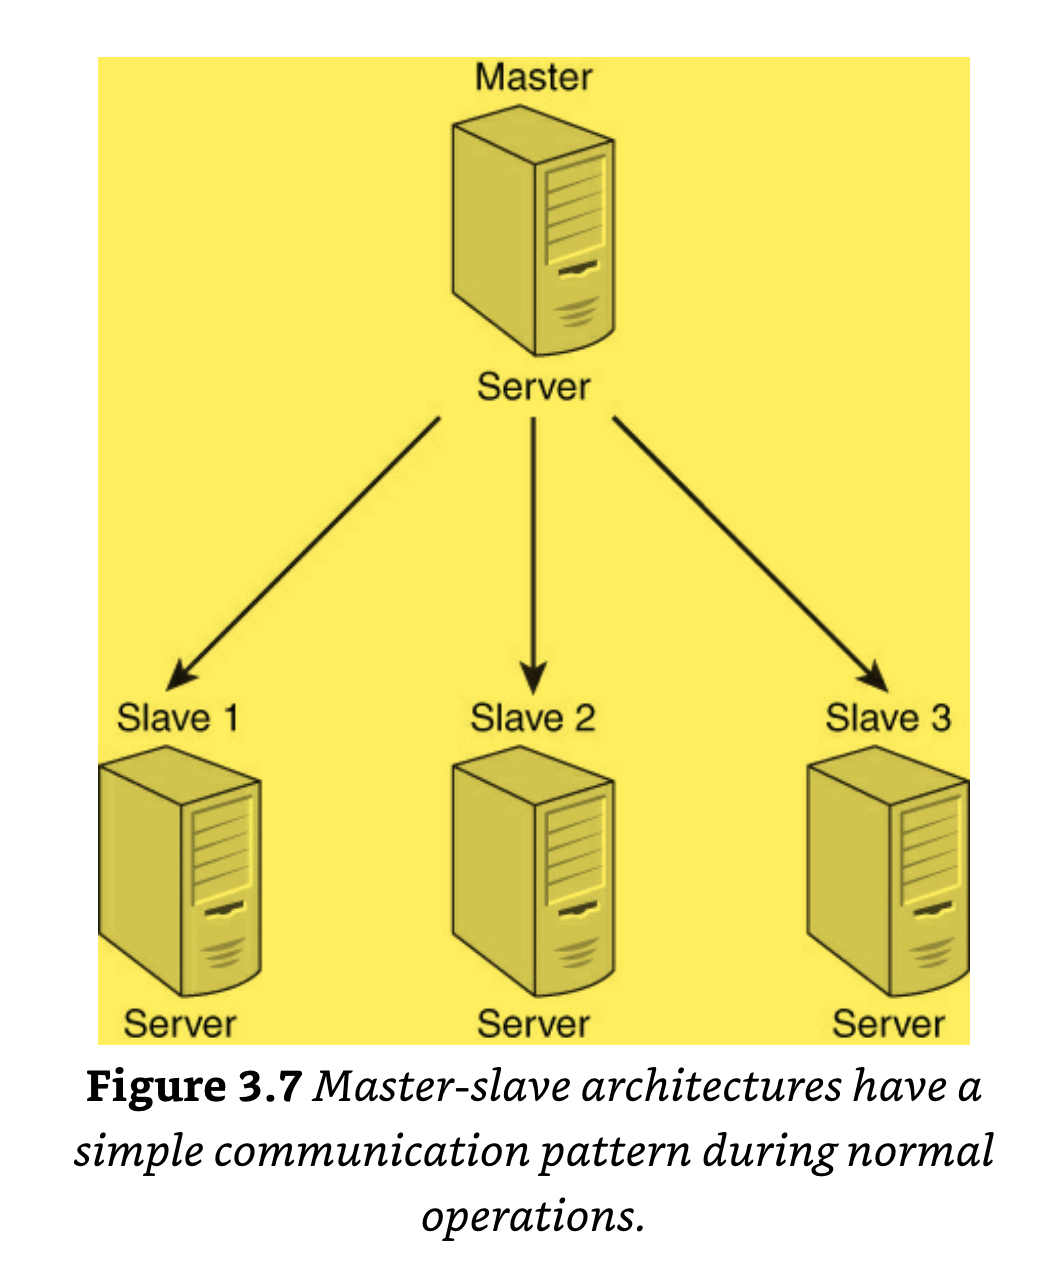 Master
Server
Slave 1 Slave 2 Slave 3
Server Server Server
Figure 3.7 Master-slave architectures have a
simple communication pattern during normal
operations.